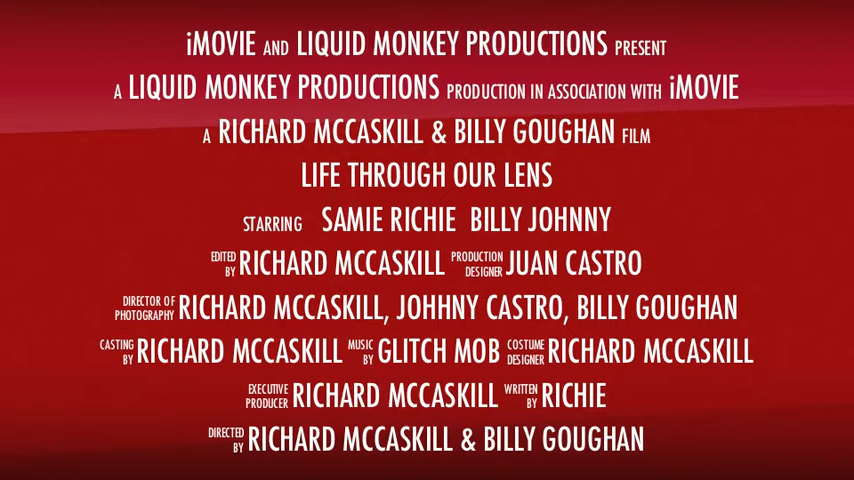 iMOVIE AND LIQUID MONKEY PRODUCTIONS PRESENT
A LIQUID MONKEY PRODUCTIONS PRODUCTION IN ASSOCIATION WITH iMOVIE
A RICHARD MCCASKILL & BILLY GOUGHAN FILM
LIFE THROUGH OUR LENS
STARRING SAMIE RICHIE BILLY JOHNNY
EDITED BY RICHARD MCCASKILL PRODUCTION DESIGNER JUAN CASTRO
DIRECTOR OF PHOTOGRAPHY RICHARD MCCASKILL, JOHHNY CASTRO, BILLY GOUGHAN
CASTING BY RICHARD MCCASKILL MUSIC BY GLITCH MOB COSTUME DESIGNER RICHARD MCCASKILL
EXECUTIVE PRODUCER RICHARD MCCASKILL WRITTEN BY RICHIE
DIRECTED BY RICHARD MCCASKILL & BILLY GOUGHAN